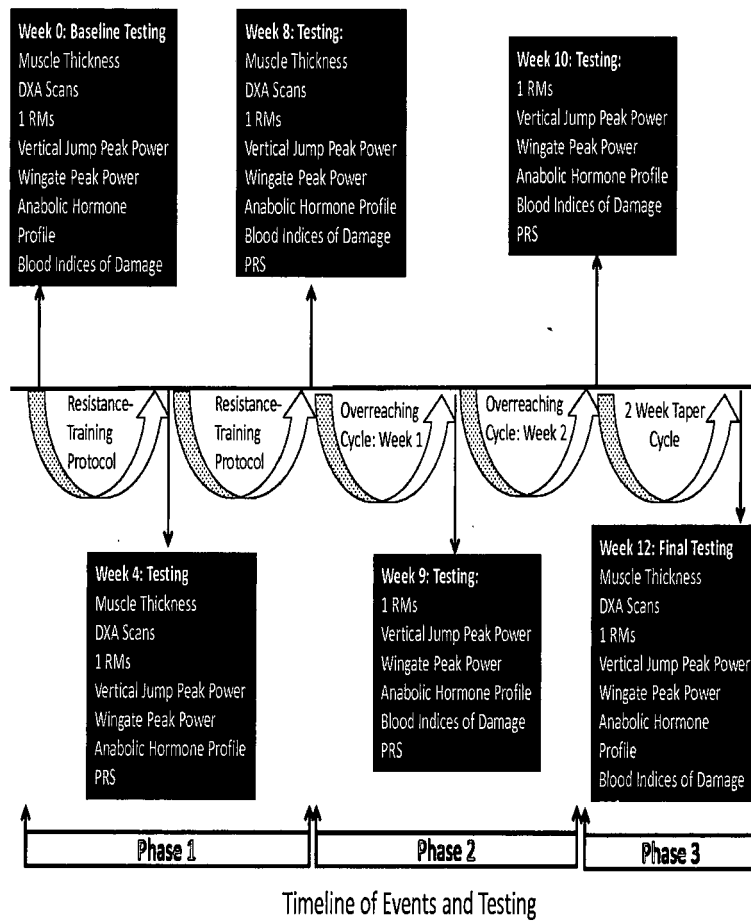 Week 0: Baseline Testing
Muscle Thickness
DXA Scans
1 RMs
Vertical Jump Peak Power
Wingate Peak Power
Anabolic Hormone
Profile
Blood Indices of Damage
Week 8: Testing:
Muscle Thickness
DXA Scans
1 RMs
Vertical Jump Peak Power
Wingate Peak Power
Anabolic Hormone Profile
Blood Indices of Damage
PRS
Week 10: Testing:
1 RMs
Vertical Jump Peak Power
Wingate Peak Power
Anabolic Hormone Profile
Blood Indices of Damage
PRS
Resistance-
Training
Protocol
Resistance-
Training
Protocol
Overreaching
Cycle: Week 1
Overreaching
Cycle: Week 2
2 Week Taper
Cycle
Week 4: Testing
Muscle Thickness
DXA Scans
1 RMs
Vertical Jump Peak Power
Wingate Peak Power
Anabolic Hormone Profile
PRS
Week 9: Testing:
1 RMs
Vertical Jump Peak Power
Wingate Peak Power
Anabolic Hormone Profile
Blood Indices of Damage
PRS
Week 12: Final Testing
Muscle Thickness
DXA Scans
1 RMs
Vertical Jump Peak Power
Wingate Peak Power
Anabolic Hormone
Profile
Blood Indices of Damage
Phase 1
Phase 2
Phase 3
Timeline of Events and Testing